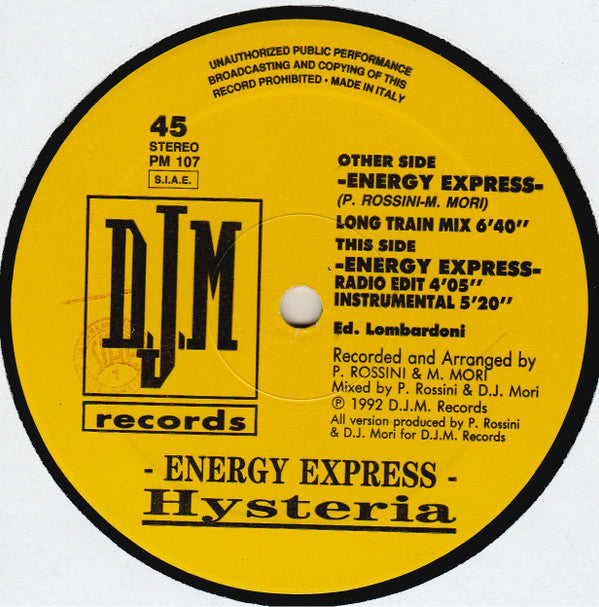 UNAUTHORIZED PUBLIC PERFORMANCE
BROADCASTING AND COPYING OF THIS
RECORD PROHIBITED • MADE IN ITALY
45
STEREO
PM 107
S.I.A.E.
D.J.M
records
OTHER SIDE
-ENERGY EXPRESS-
(P. ROSSINI-M. MORI)
LONG TRAIN MIX 6'40"
THIS SIDE
-ENERGY EXPRESS-
RADIO EDIT 4'05"
INSTRUMENTAL 5'20"
Ed. Lombardoni
Recorded and Arranged by
P. ROSSINI & M. MORI
Mixed by P. Rossini & D.J. Mori
℗ 1992 D.J.M. Records
All version produced by P. Rossini
& D.J. Mori for D.J.M. Records
- ENERGY EXPRESS -
Hysteria